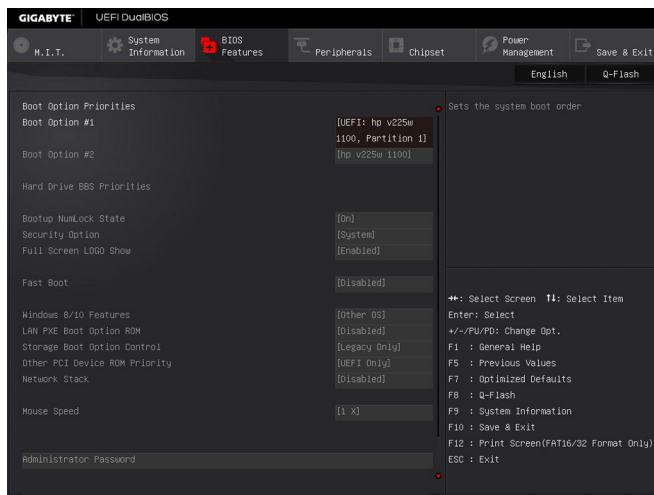 GIGABYTE™ UEFI DualBIOS
M.I.T.
System Information
BIOS Features
Peripherals
Chipset
Power Management
Save & Exit
English Q-Flash
Boot Option Priorities
Boot Option #1 [UEFI: hp v225w
1100, Partition 1]
Boot Option #2 [hp v225w 1100]
Hard Drive BBS Priorities
Bootup NumLock State [On]
Security Option [System]
Full Screen LOGO Show [Enabled]
Fast Boot [Disabled]
Windows 8/10 Features [Other OS]
LAN PXE Boot Option ROM [Disabled]
Storage Boot Option Control [Legacy Only]
Other PCI Device ROM Priority [UEFI Only]
Network Stack [Disabled]
Mouse Speed [1 X]
Administrator Password
Sets the system boot order
→←: Select Screen ↑↓: Select Item
Enter: Select
+/-/PU/PD: Change Opt.
F1 : General Help
F5 : Previous Values
F7 : Optimized Defaults
F8 : Q-Flash
F9 : System Information
F10 : Save & Exit
F12 : Print Screen(FAT16/32 Format Only)
ESC : Exit